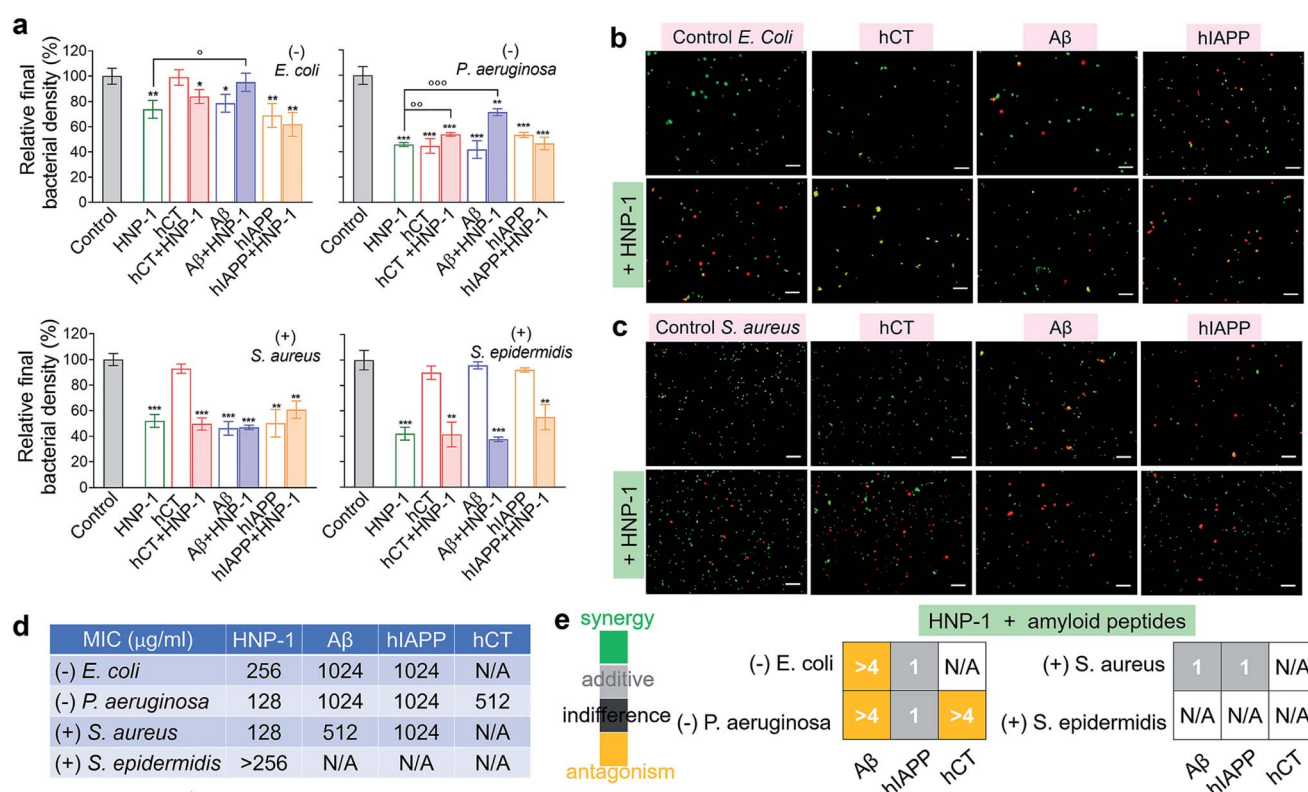 a
Relative final
bacterial density (%)
120
100
80
60
40
20
0
(-)
E. coli
°
**
*
*
**
**
Control
HNP-1
hCT
hCT+HNP-1
Aβ
Aβ+HNP-1
hIAPP
hIAPP+HNP-1
(-)
P. aeruginosa
°°°
°°
***
***
***
***
**
***
***
Control
HNP-1
hCT
hCT+HNP-1
Aβ
Aβ+HNP-1
hIAPP
hIAPP+HNP-1
Relative final
bacterial density (%)
120
100
80
60
40
20
0
(+)
S. aureus
***
***
***
***
**
**
Control
HNP-1
hCT
hCT+HNP-1
Aβ
Aβ+HNP-1
hIAPP
hIAPP+HNP-1
(+)
S. epidermidis
***
**
***
**
Control
HNP-1
hCT
hCT+HNP-1
Aβ
Aβ+HNP-1
hIAPP
hIAPP+HNP-1
b
Control E. Coli hCT Aβ hIAPP
+ HNP-1
c
Control S. aureus hCT Aβ hIAPP
+ HNP-1
d
MIC (µg/ml) HNP-1 Aβ hIAPP hCT
(-) E. coli 256 1024 1024 N/A
(-) P. aeruginosa 128 1024 1024 512
(+) S. aureus 128 512 1024 N/A
(+) S. epidermidis >256 N/A N/A N/A
e
synergy
additive
indifference
antagonism
HNP-1 + amyloid peptides
(-) E. coli >4 1 N/A
(-) P. aeruginosa >4 1 >4
Aβ hIAPP hCT
(+) S. aureus 1 1 N/A
(+) S. epidermidis N/A N/A N/A
Aβ hIAPP hCT